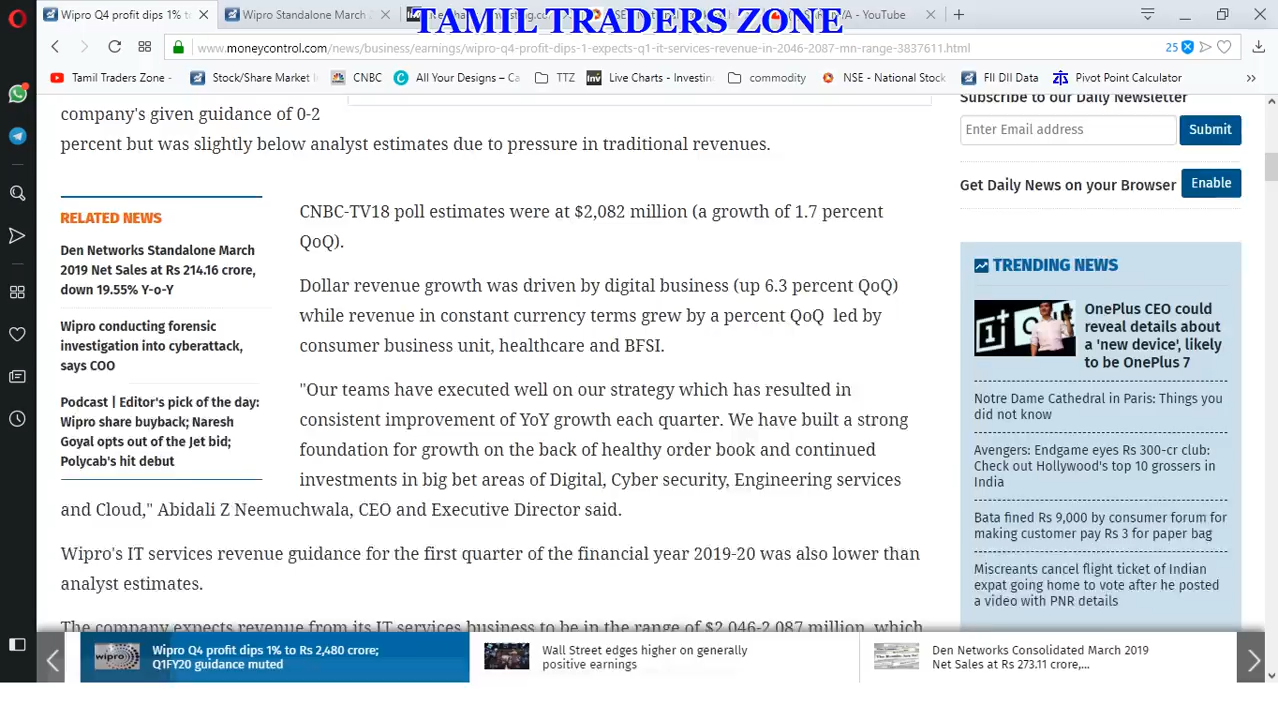 Wipro Q4 profit dips 1% to
Wipro Standalone March 2
YouTube
TAMIL TRADERS ZONE
www.moneycontrol.com/news/business/earnings/wipro-q4-profit-dips-1-expects-q1-it-services-revenue-in-2046-2087-mn-range-3837611.html
25
Tamil Traders Zone -
Stock/Share Market
CNBC
All Your Designs – Ca
TTZ
Live Charts - Investin
commodity
NSE - National Stock
FII DII Data
Pivot Point Calculator
company's given guidance of 0-2
percent but was slightly below analyst estimates due to pressure in traditional revenues.
RELATED NEWS
Den Networks Standalone March
2019 Net Sales at Rs 214.16 crore,
down 19.55% Y-o-Y
Wipro conducting forensic
investigation into cyberattack,
says COO
Podcast | Editor's pick of the day:
Wipro share buyback; Naresh
Goyal opts out of the Jet bid;
Polycab's hit debut
CNBC-TV18 poll estimates were at $2,082 million (a growth of 1.7 percent
QoQ).
Dollar revenue growth was driven by digital business (up 6.3 percent QoQ)
while revenue in constant currency terms grew by a percent QoQ led by
consumer business unit, healthcare and BFSI.
"Our teams have executed well on our strategy which has resulted in
consistent improvement of YoY growth each quarter. We have built a strong
foundation for growth on the back of healthy order book and continued
investments in big bet areas of Digital, Cyber security, Engineering services
and Cloud," Abidali Z Neemuchwala, CEO and Executive Director said.
Wipro's IT services revenue guidance for the first quarter of the financial year 2019-20 was also lower than
analyst estimates.
The company expects revenue from its IT services business to be in the range of $2,046-2,087 million, which
Subscribe to our Daily Newsletter
Enter Email address
Submit
Get Daily News on your Browser
Enable
TRENDING NEWS
OnePlus CEO could
reveal details about
a 'new device', likely
to be OnePlus 7
Notre Dame Cathedral in Paris: Things you
did not know
Avengers: Endgame eyes Rs 300-cr club:
Check out Hollywood's top 10 grossers in
India
Bata fined Rs 9,000 by consumer forum for
making customer pay Rs 3 for paper bag
Miscreants cancel flight ticket of Indian
expat going home to vote after he posted
a video with PNR details
Wipro Q4 profit dips 1% to Rs 2,480 crore;
Q1FY20 guidance muted
Wall Street edges higher on generally
positive earnings
Den Networks Consolidated March 2019
Net Sales at Rs 273.11 crore,...